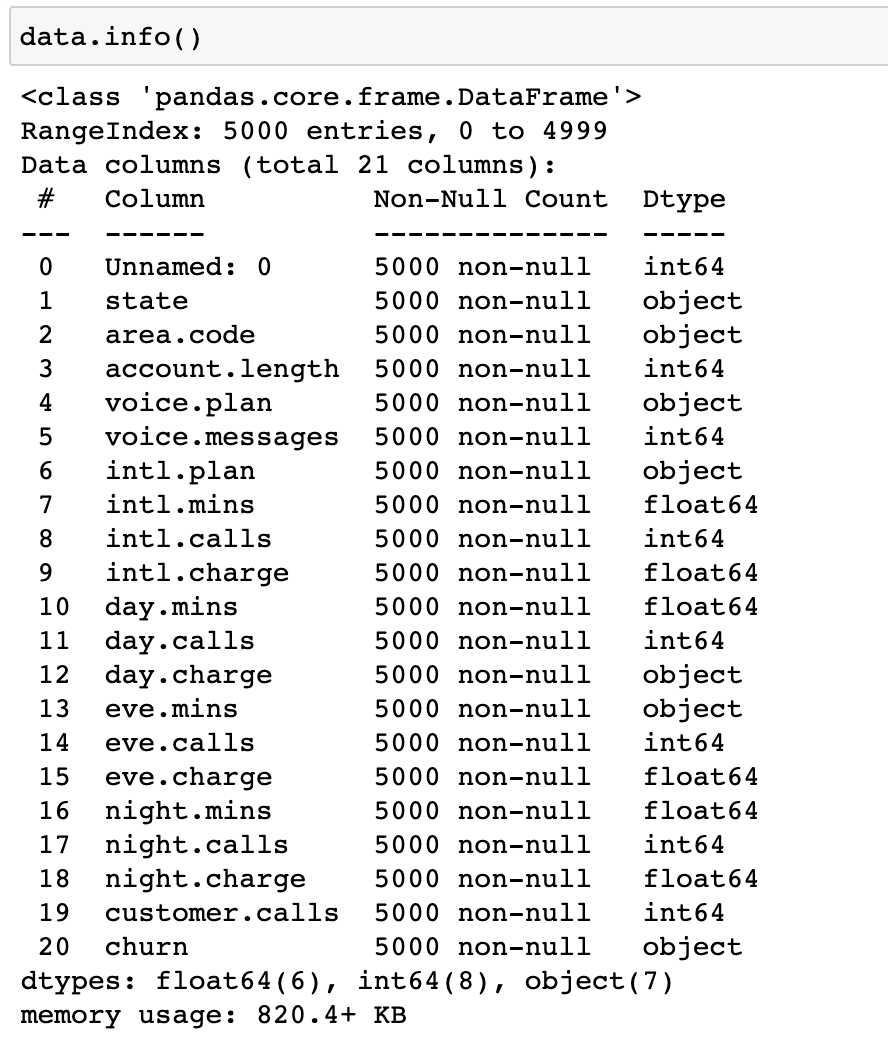 data.info()
<class 'pandas.core.frame.DataFrame'>
RangeIndex: 5000 entries, 0 to 4999
Data columns (total 21 columns):
 #   Column          Non-Null Count  Dtype
---  ------          --------------  -----
 0   Unnamed: 0      5000 non-null   int64
 1   state           5000 non-null   object
 2   area.code       5000 non-null   object
 3   account.length  5000 non-null   int64
 4   voice.plan      5000 non-null   object
 5   voice.messages  5000 non-null   int64
 6   intl.plan       5000 non-null   object
 7   intl.mins       5000 non-null   float64
 8   intl.calls      5000 non-null   int64
 9   intl.charge     5000 non-null   float64
 10  day.mins        5000 non-null   float64
 11  day.calls       5000 non-null   int64
 12  day.charge      5000 non-null   object
 13  eve.mins        5000 non-null   object
 14  eve.calls       5000 non-null   int64
 15  eve.charge      5000 non-null   float64
 16  night.mins      5000 non-null   float64
 17  night.calls     5000 non-null   int64
 18  night.charge    5000 non-null   float64
 19  customer.calls  5000 non-null   int64
 20  churn           5000 non-null   object
dtypes: float64(6), int64(8), object(7)
memory usage: 820.4+ KB